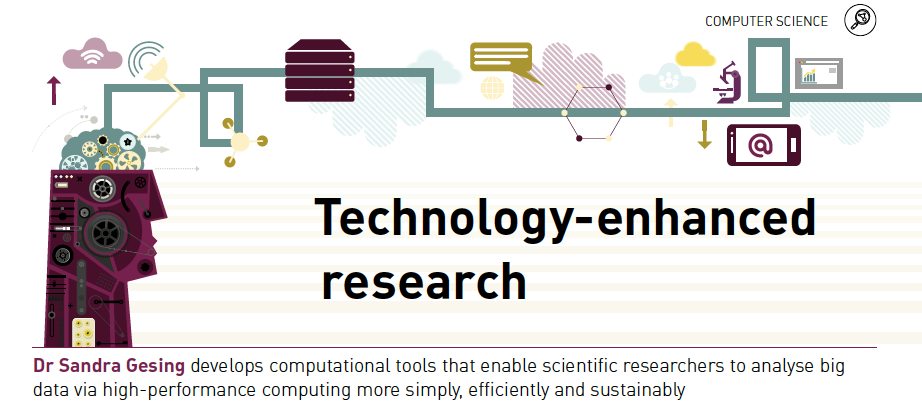 COMPUTER SCIENCE
@
Technology-enhanced
research
Dr Sandra Gesing develops computational tools that enable scientific researchers to analyse big
data via high-performance computing more simply, efficiently and sustainably